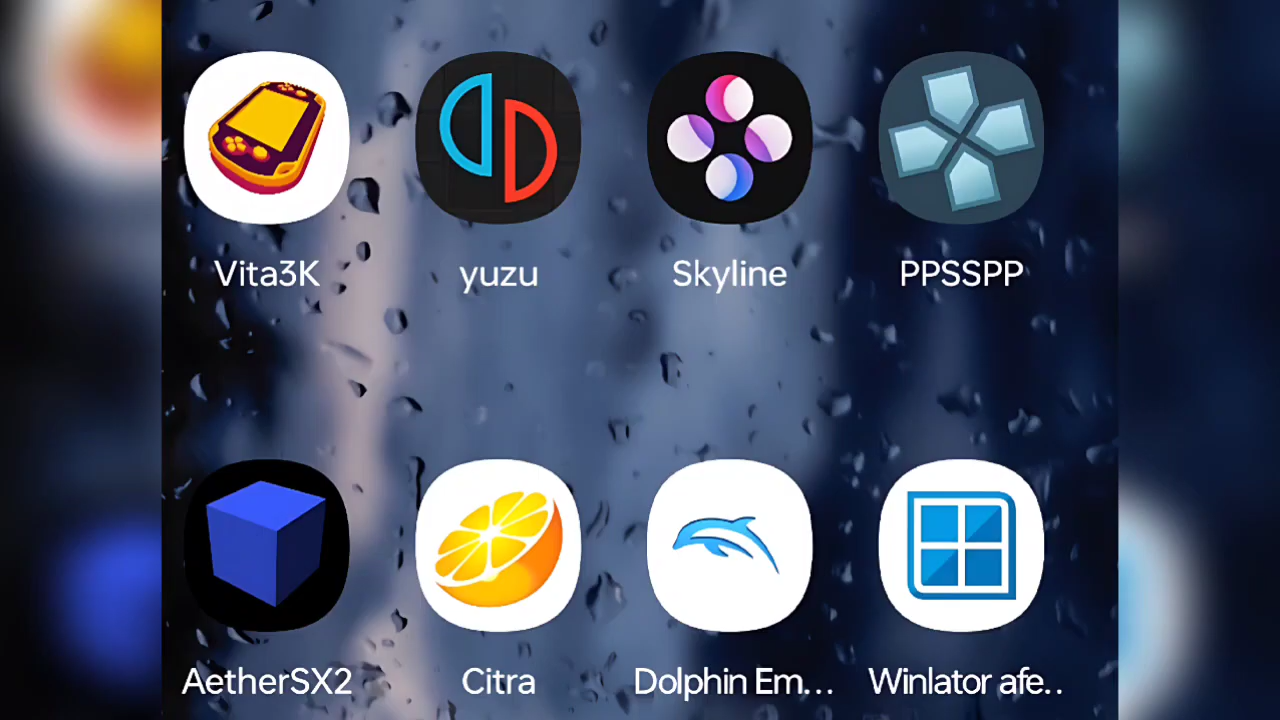 Vita3K
yuzu
Skyline
PPSSPP
AetherSX2
Citra
Dolphin Em...
Winlator afe..